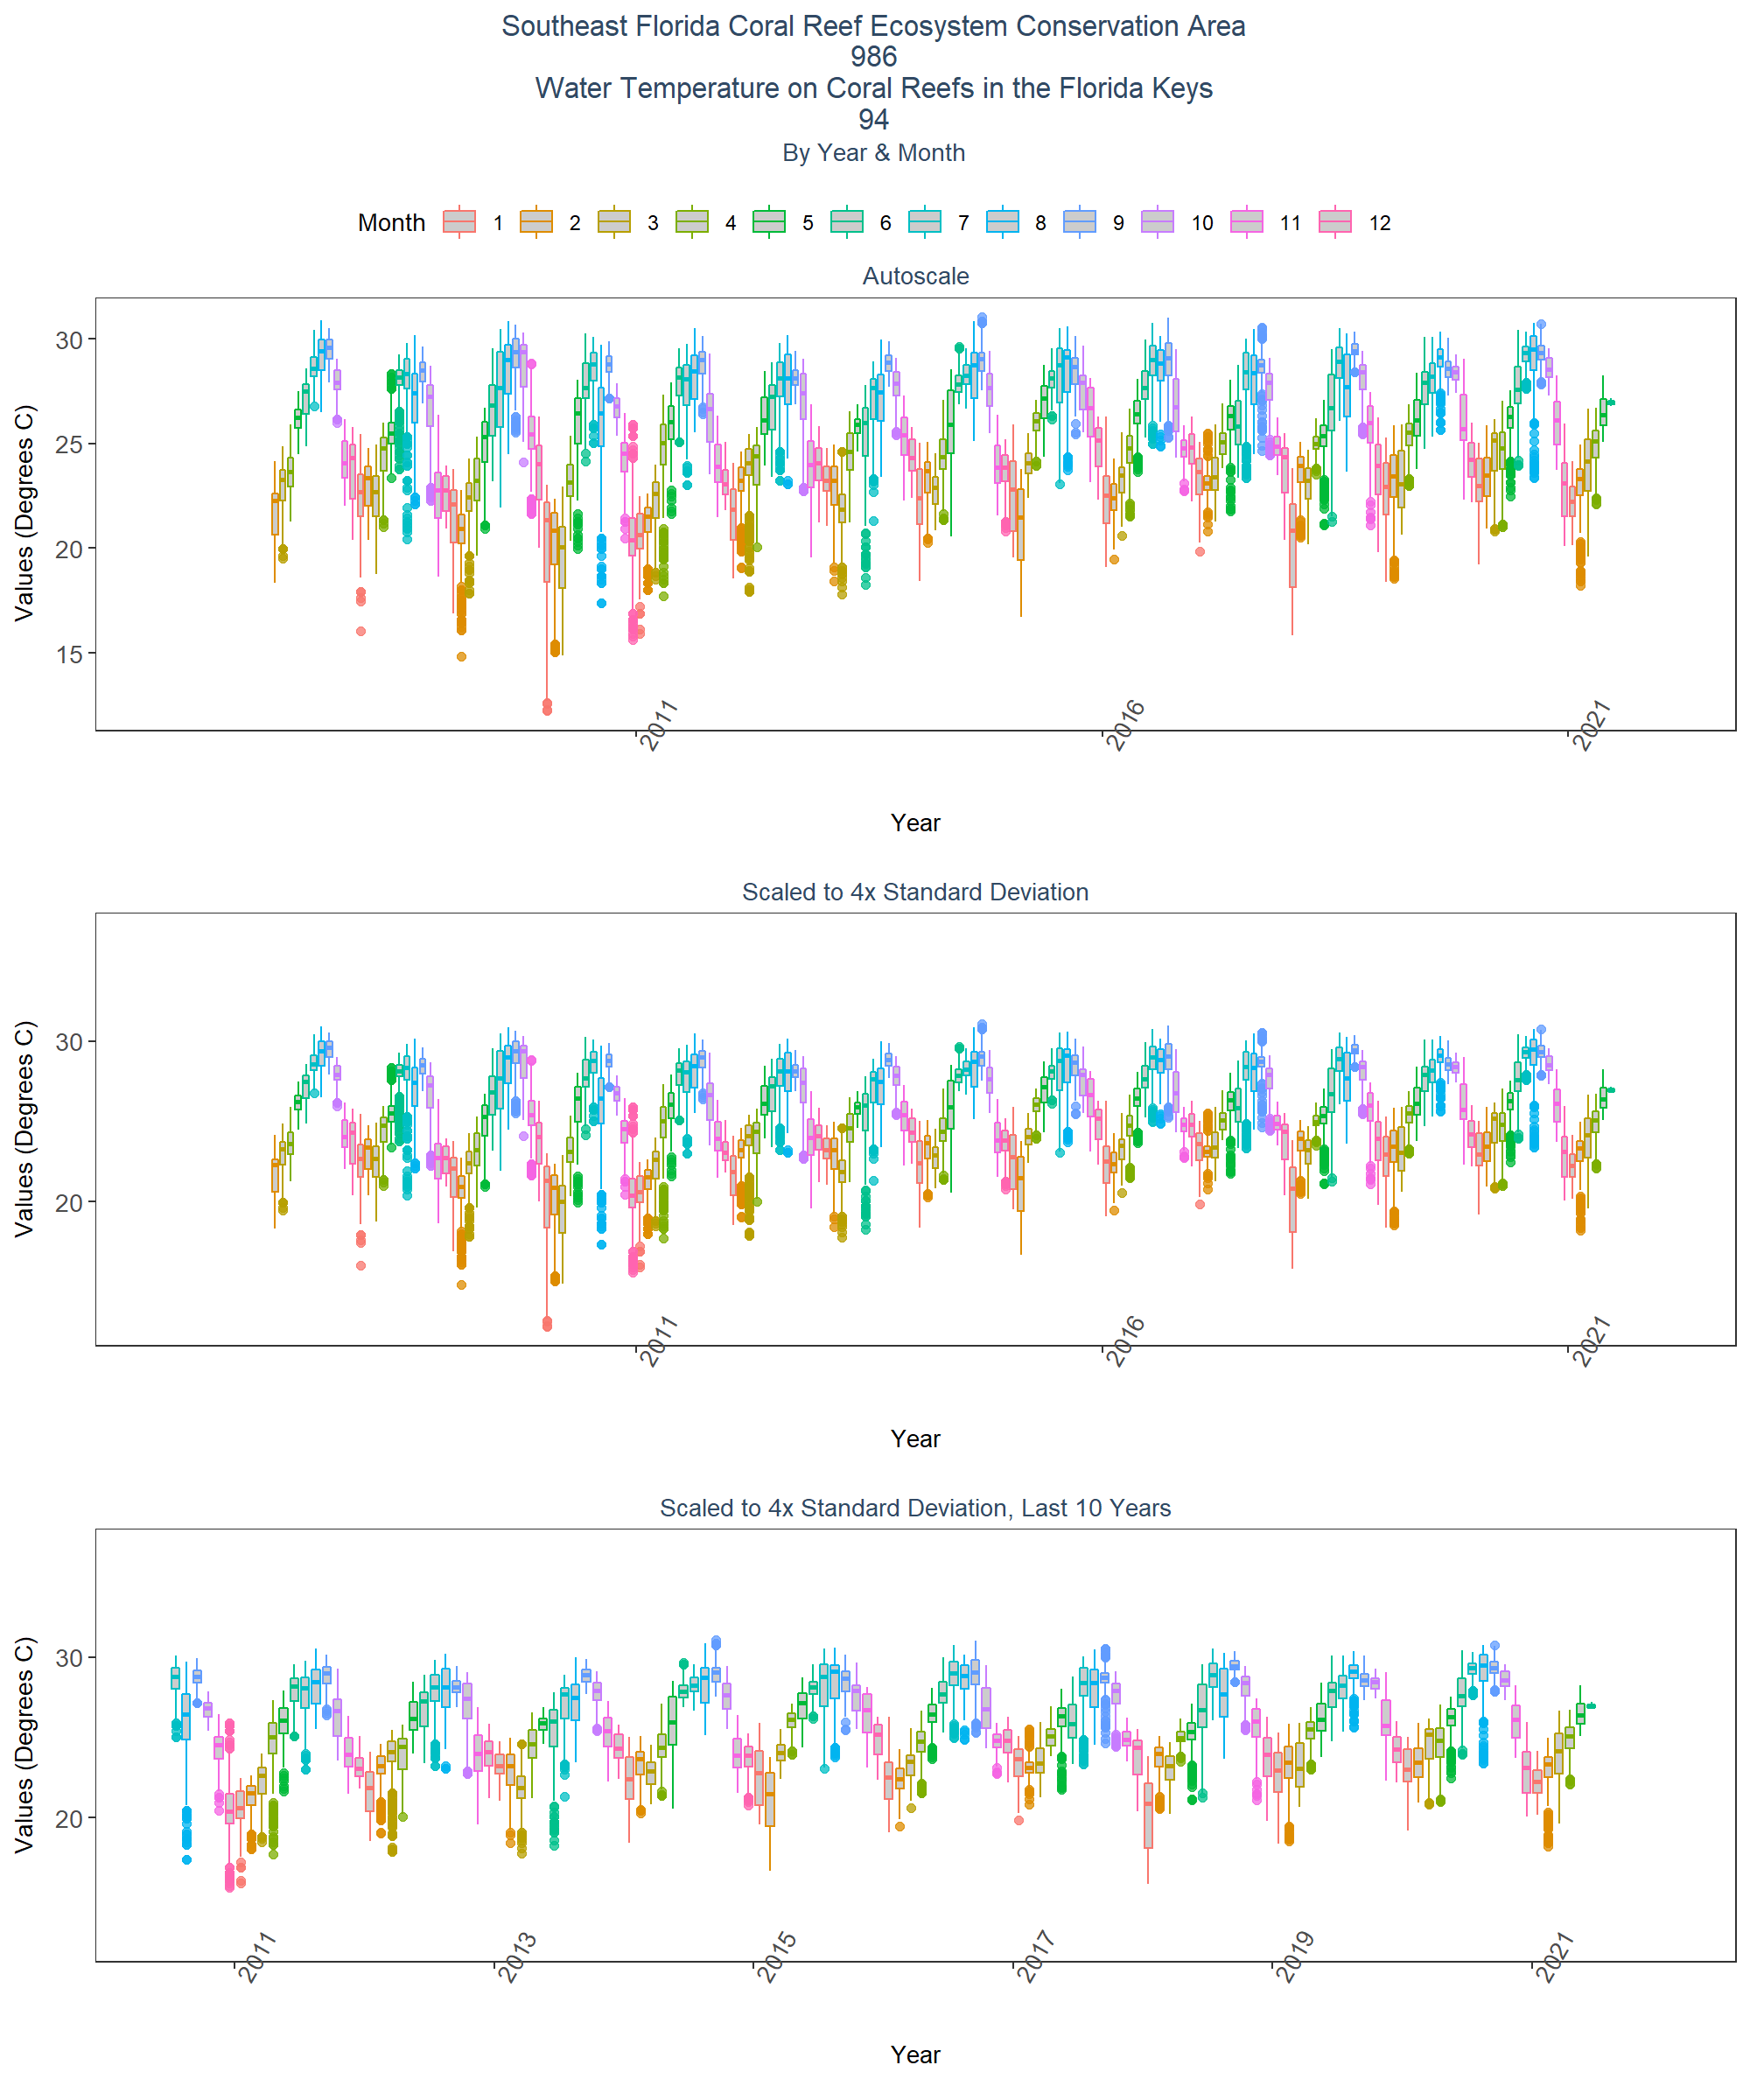 Southeast Florida Coral Reef Ecosystem Conservation Area
986
Water Temperature on Coral Reefs in the Florida Keys
94
By Year & Month
Month 1 2 3 4 5 6 7 8 9 10 11 12
Autoscale
Values (Degrees C)
30
25
20
15
2011 2016 2021
Year
Scaled to 4x Standard Deviation
Values (Degrees C)
30
20
2011 2016 2021
Year
Scaled to 4x Standard Deviation, Last 10 Years
Values (Degrees C)
30
20
2011 2013 2015 2017 2019 2021
Year